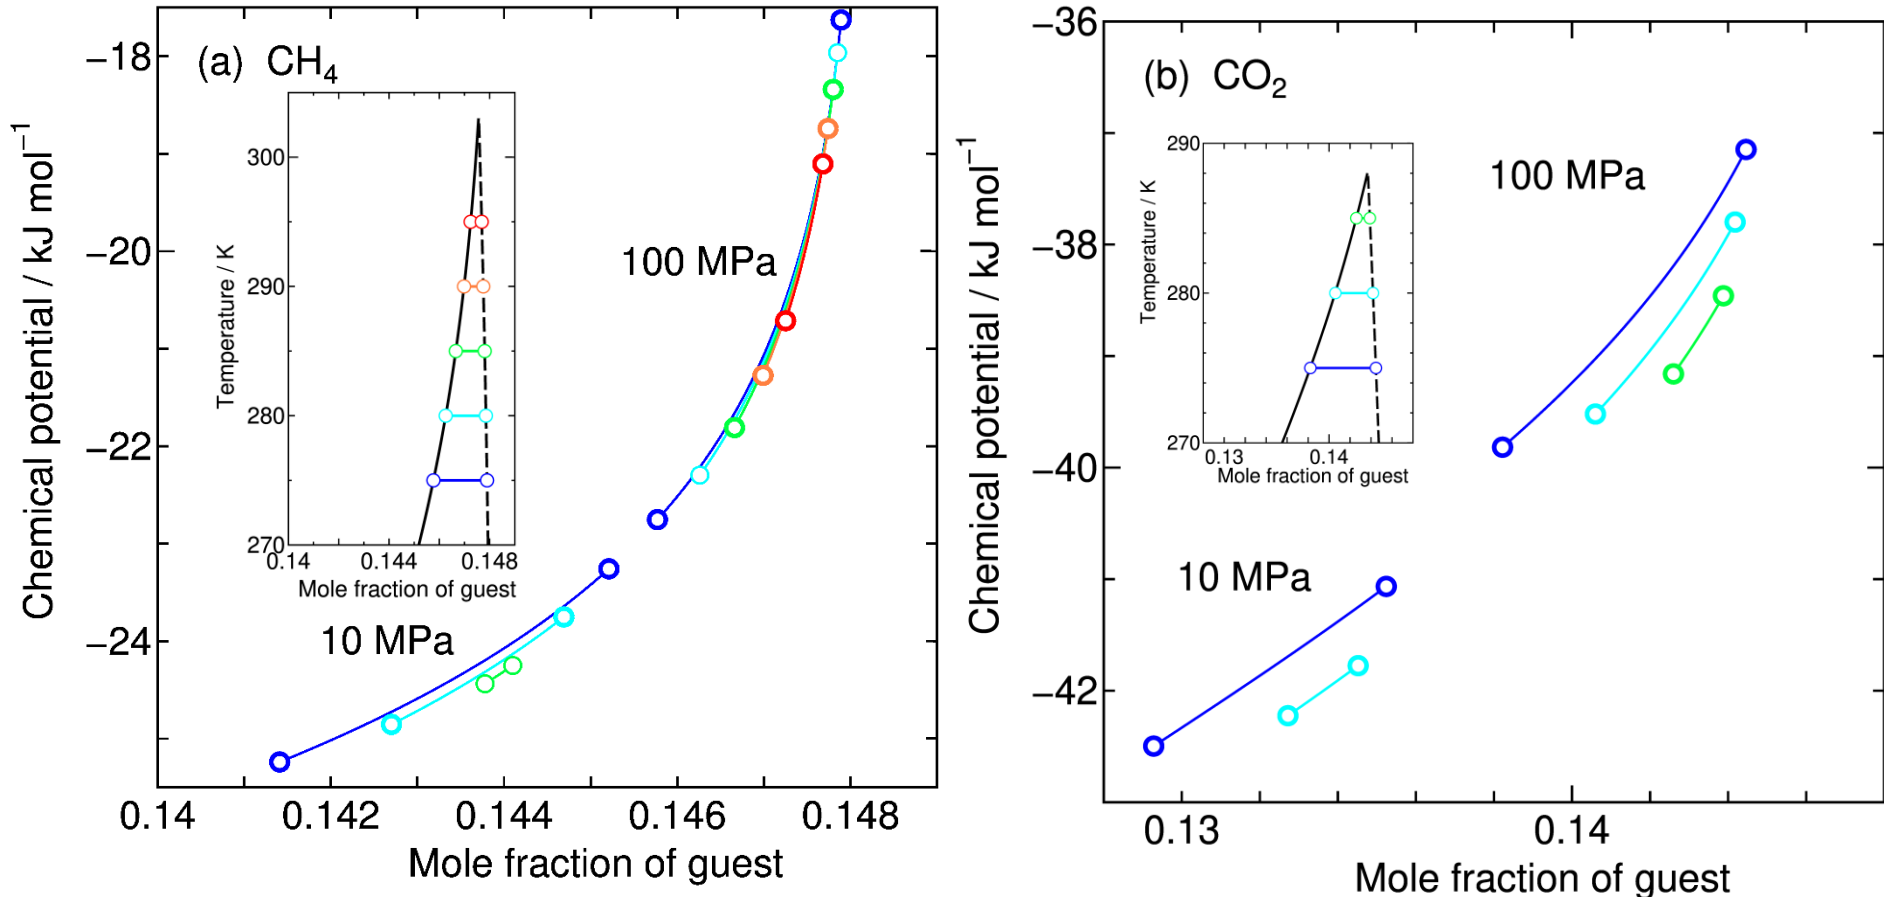 (a) CH₄
Chemical potential / kJ mol⁻¹
−18
−20
−22
−24
0.14
0.142
0.144
0.146
0.148
Mole fraction of guest
100 MPa
10 MPa
Temperature / K
300
290
280
270
0.14
0.144
0.148
Mole fraction of guest
(b) CO₂
Chemical potential / kJ mol⁻¹
−36
−38
−40
−42
0.13
0.14
Mole fraction of guest
100 MPa
10 MPa
Temperature / K
290
280
270
0.13
0.14
Mole fraction of guest